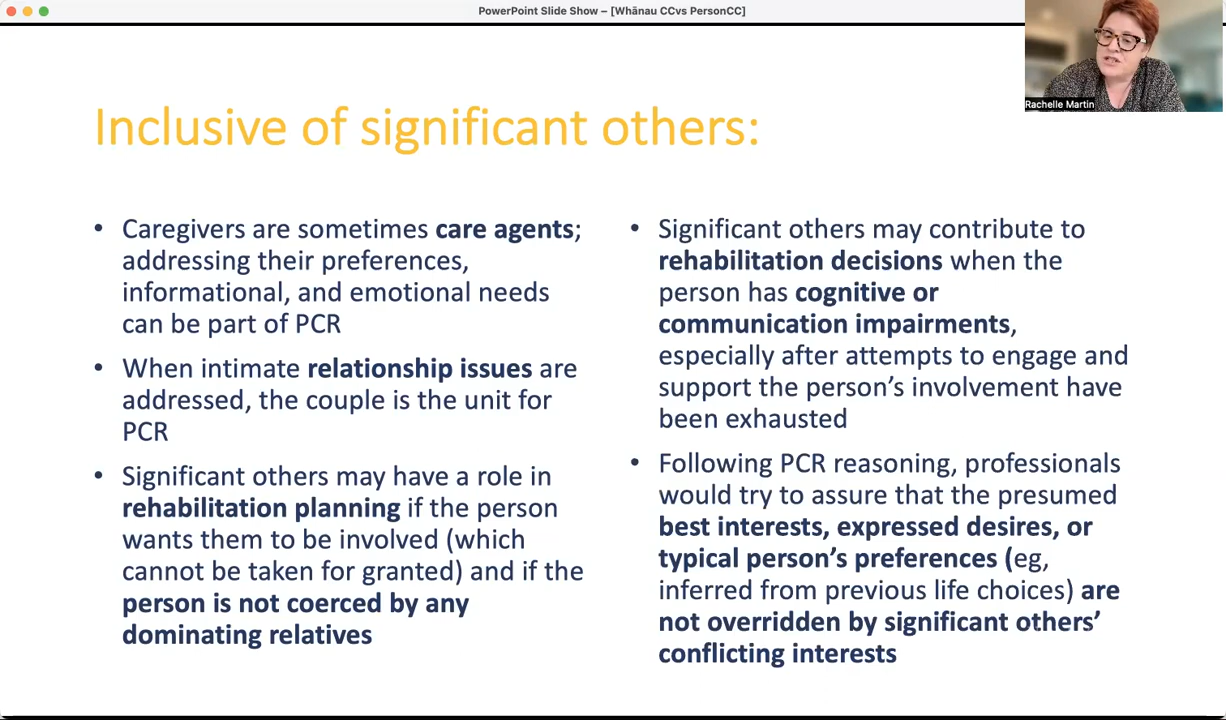 PowerPoint Slide Show – [Whānau CCvs PersonCC]
Rachelle Martin
Inclusive of significant others:
• Caregivers are sometimes care agents;
addressing their preferences,
informational, and emotional needs
can be part of PCR
• When intimate relationship issues are
addressed, the couple is the unit for
PCR
• Significant others may have a role in
rehabilitation planning if the person
wants them to be involved (which
cannot be taken for granted) and if the
person is not coerced by any
dominating relatives
• Significant others may contribute to
rehabilitation decisions when the
person has cognitive or
communication impairments,
especially after attempts to engage and
support the person’s involvement have
been exhausted
• Following PCR reasoning, professionals
would try to assure that the presumed
best interests, expressed desires, or
typical person’s preferences (eg,
inferred from previous life choices) are
not overridden by significant others’
conflicting interests